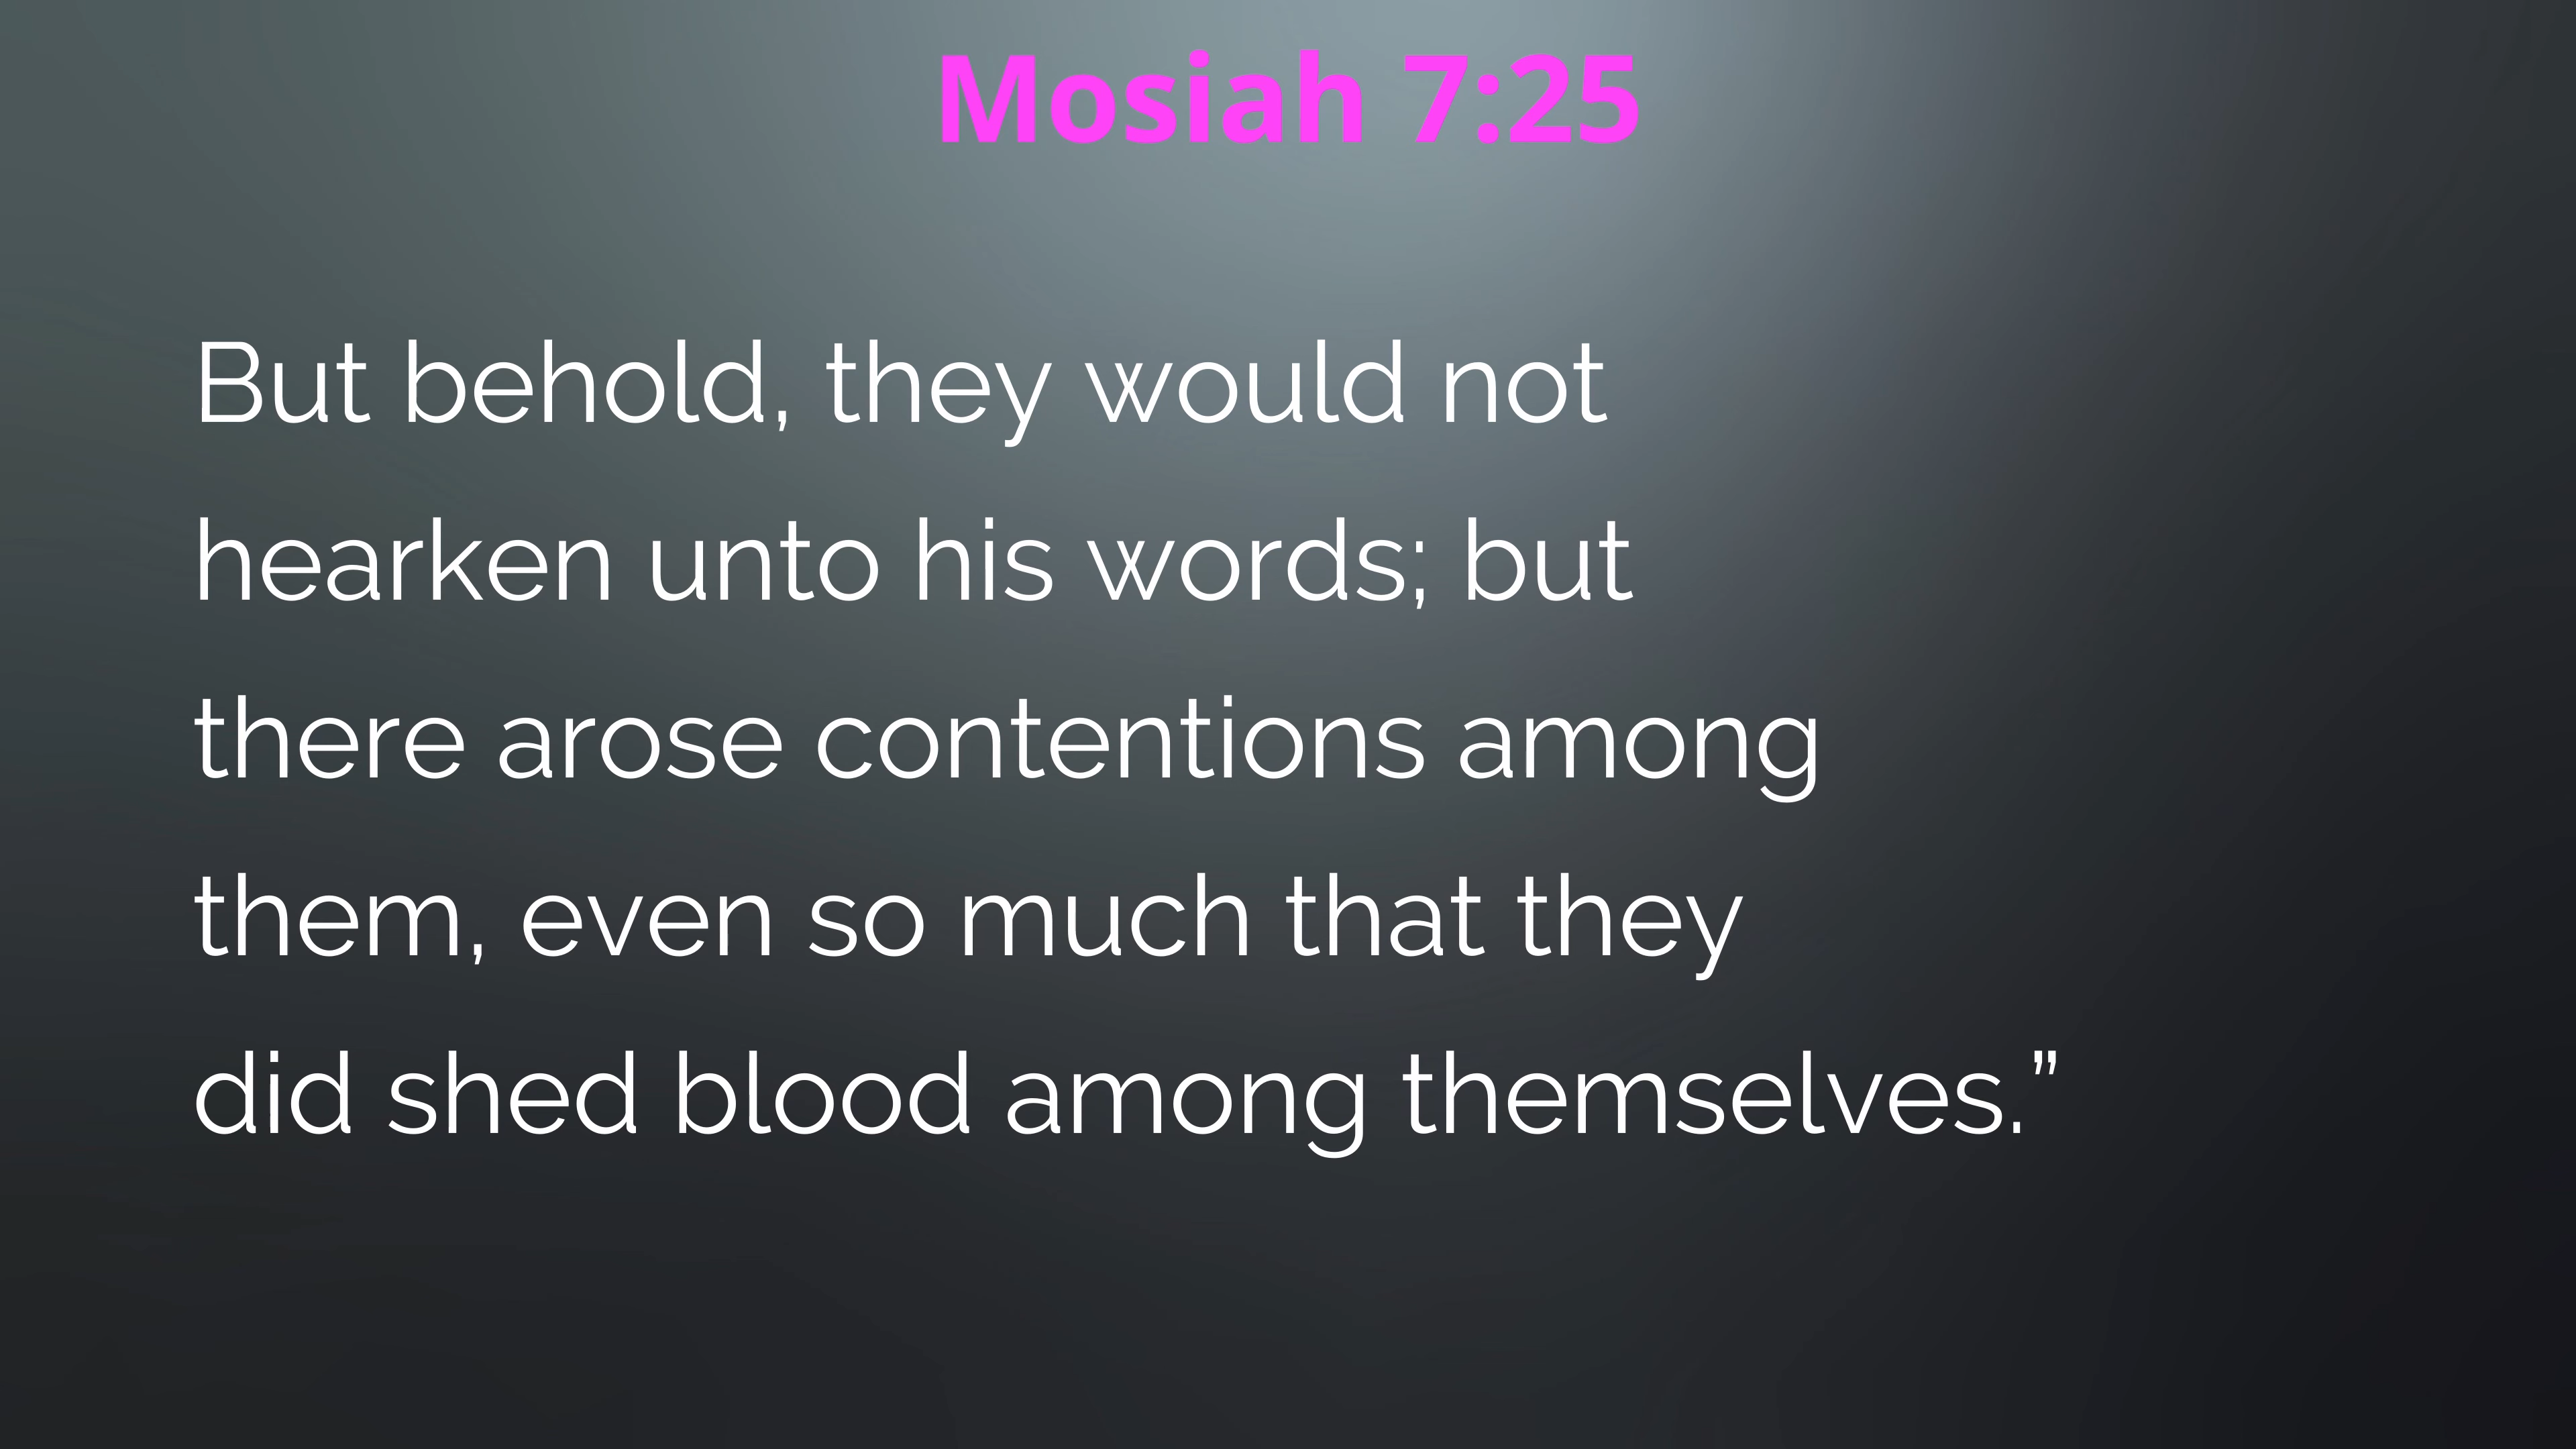 Mosiah 7:25
But behold, they would not
hearken unto his words; but
there arose contentions among
them, even so much that they
did shed blood among themselves.”